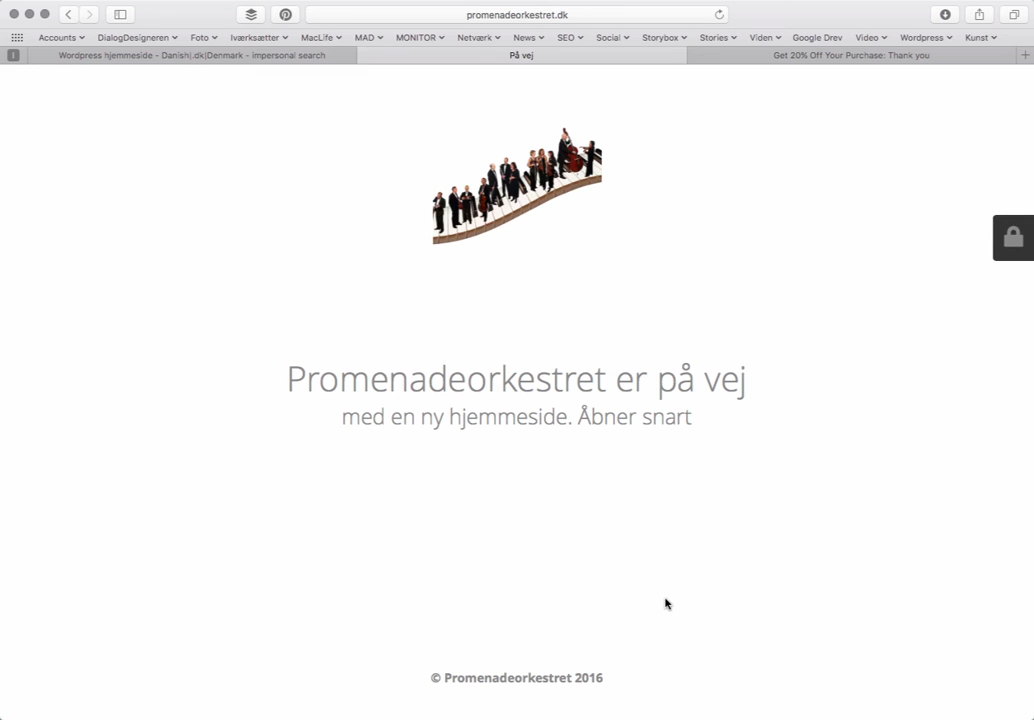 promenadeorkestret.dk
Accounts DialogDesigneren Foto Iværksætter MacLife MAD MONITOR Netværk News SEO Social Storybox Stories Viden Google Drev Video Wordpress Kunst
Wordpress hjemmeside - Danish|.dk|Denmark - impersonal search På vej Get 20% Off Your Purchase: Thank you
Promenadeorkestret er på vej
med en ny hjemmeside. Åbner snart
© Promenadeorkestret 2016